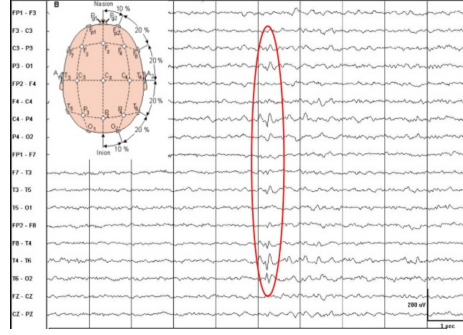 B
Nasion
10 %
20 %
20 %
20 %
20 %
10%
Inion
FP1 - F3
F3 - C3
C3 - P3
P3 - O1
FP2 - F4
F4 - C4
C4 - P4
P4 - O2
FP1 - F7
F7 - T3
T3 - T5
T5 - O1
FP2 - F8
F8 - T4
T4 - T6
T6 - O2
FZ - CZ
CZ - PZ
200 uV
1 sec